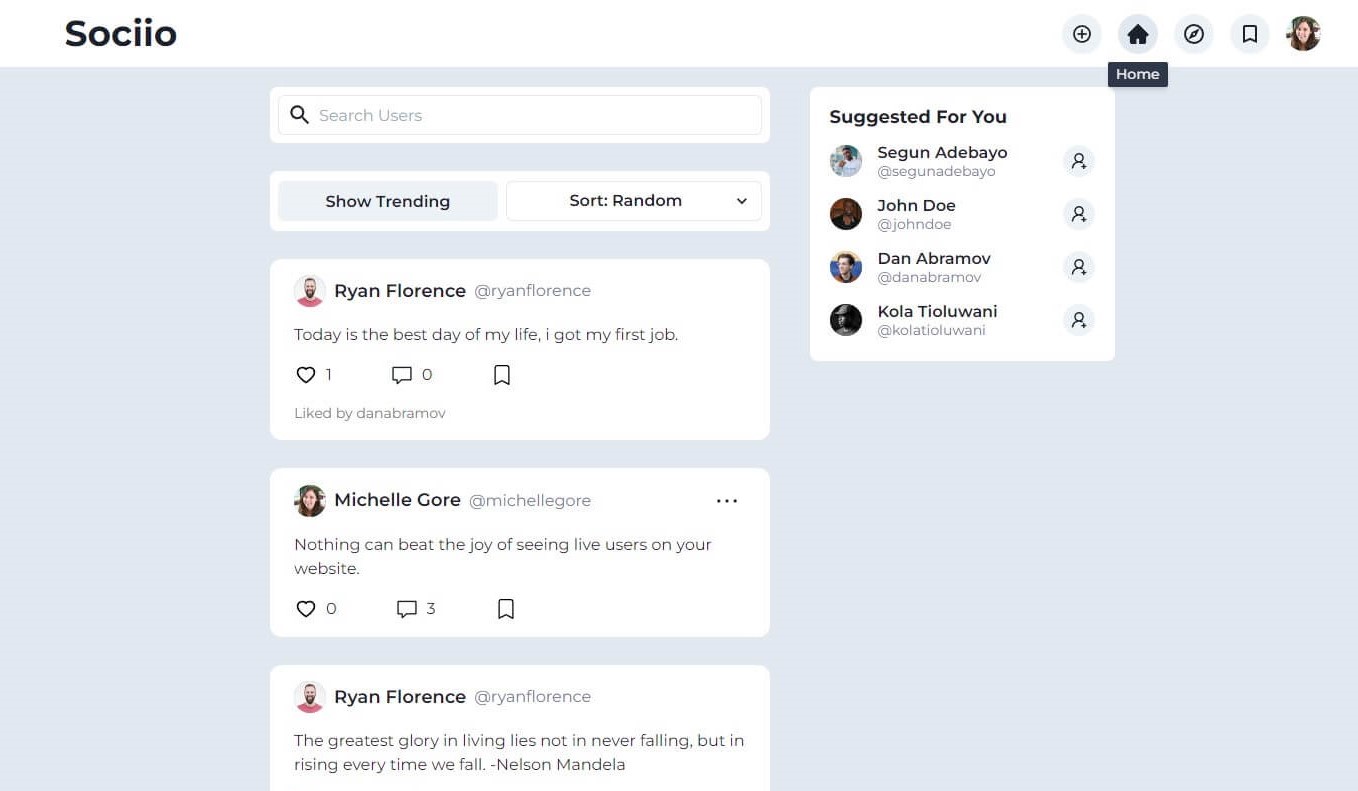 Sociio
Home
Search Users
Show Trending
Sort: Random
Ryan Florence @ryanflorence
Today is the best day of my life, i got my first job.
1
0
Liked by danabramov
Michelle Gore @michellegore
Nothing can beat the joy of seeing live users on your
website.
0
3
Ryan Florence @ryanflorence
The greatest glory in living lies not in never falling, but in
rising every time we fall. -Nelson Mandela
Suggested For You
Segun Adebayo
@segunadebayo
John Doe
@johndoe
Dan Abramov
@danabramov
Kola Tioluwani
@kolatioluwani